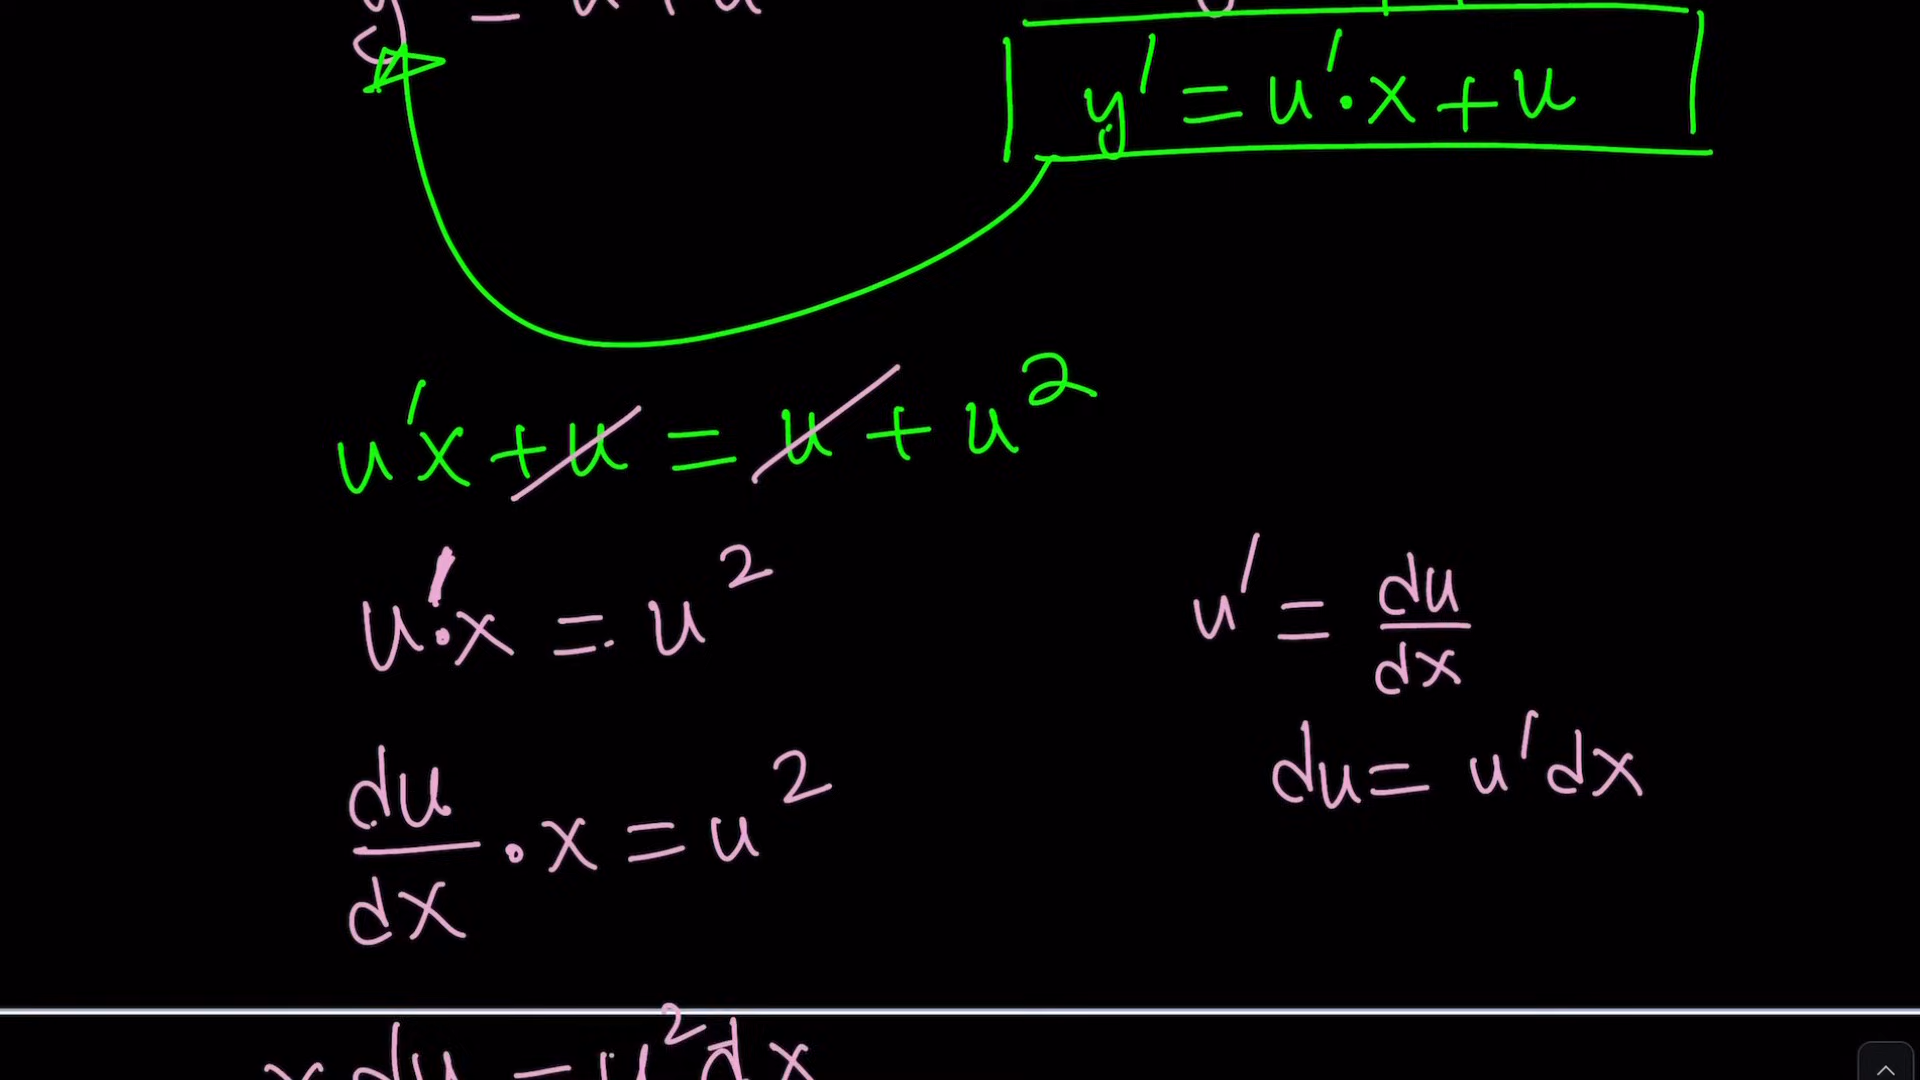 y' = u'·x + u
u'x + u = u + u²
u'·x = u²
u' = du/dx
du = u'dx
du/dx · x = u²
x du = u² dx